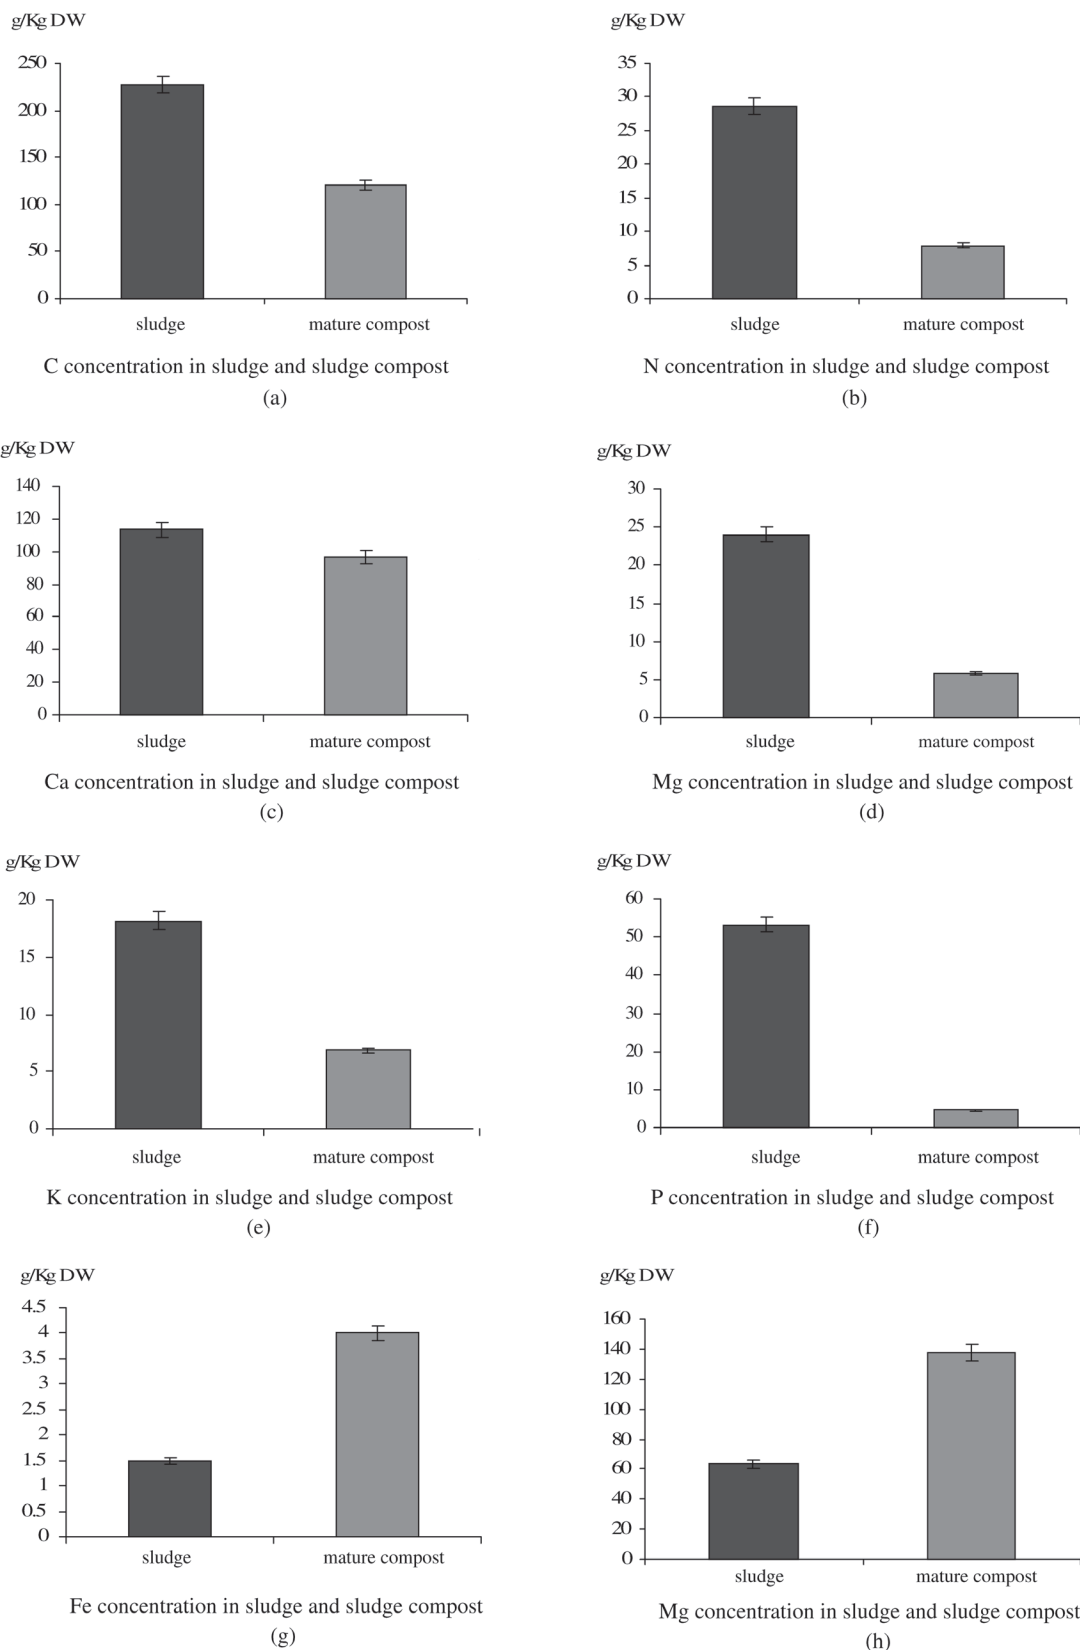 g/Kg DW
250
200
150
100
50
0
sludge mature compost
C concentration in sludge and sludge compost
(a)
g/Kg DW
35
30
25
20
15
10
5
0
sludge mature compost
N concentration in sludge and sludge compost
(b)
g/Kg DW
140
120
100
80
60
40
20
0
sludge mature compost
Ca concentration in sludge and sludge compost
(c)
g/Kg DW
30
25
20
15
10
5
0
sludge mature compost
Mg concentration in sludge and sludge compost
(d)
g/Kg DW
20
15
10
5
0
sludge mature compost
K concentration in sludge and sludge compost
(e)
g/Kg DW
60
50
40
30
20
10
0
sludge mature compost
P concentration in sludge and sludge compost
(f)
g/Kg DW
4.5
4
3.5
3
2.5
2
1.5
1
0.5
0
sludge mature compost
Fe concentration in sludge and sludge compost
(g)
g/Kg DW
160
140
120
100
80
60
40
20
0
sludge mature compost
Mg concentration in sludge and sludge compost
(h)